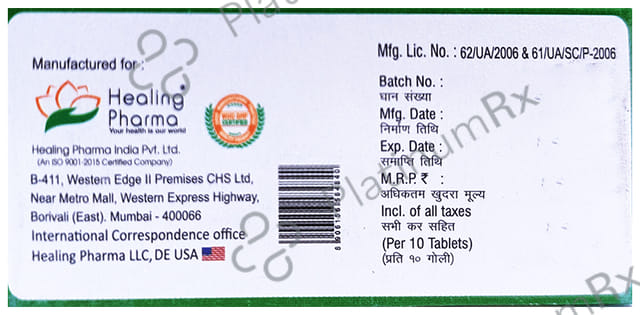 Manufactured for :
Healing
Pharma
Your health is our world
WHO GMP
CERTIFIED
Healing Pharma India Pvt. Ltd.
(An ISO 9001-2015 Certified Company)
B-411, Western Edge II Premises CHS Ltd,
Near Metro Mall, Western Express Highway,
Borivali (East). Mumbai - 400066
International Correspondence office
Healing Pharma LLC, DE USA
Mfg. Lic. No. : 62/UA/2006 & 61/UA/SC/P-2006
Batch No. :
घान संख्या
Mfg. Date :
निर्माण तिथि
Exp. Date :
समाप्ति तिथि
M.R.P. ₹ :
अधिकतम खुदरा मूल्य
Incl. of all taxes
सभी कर सहित
(Per 10 Tablets)
(प्रति १० गोली)
PlatinumRx